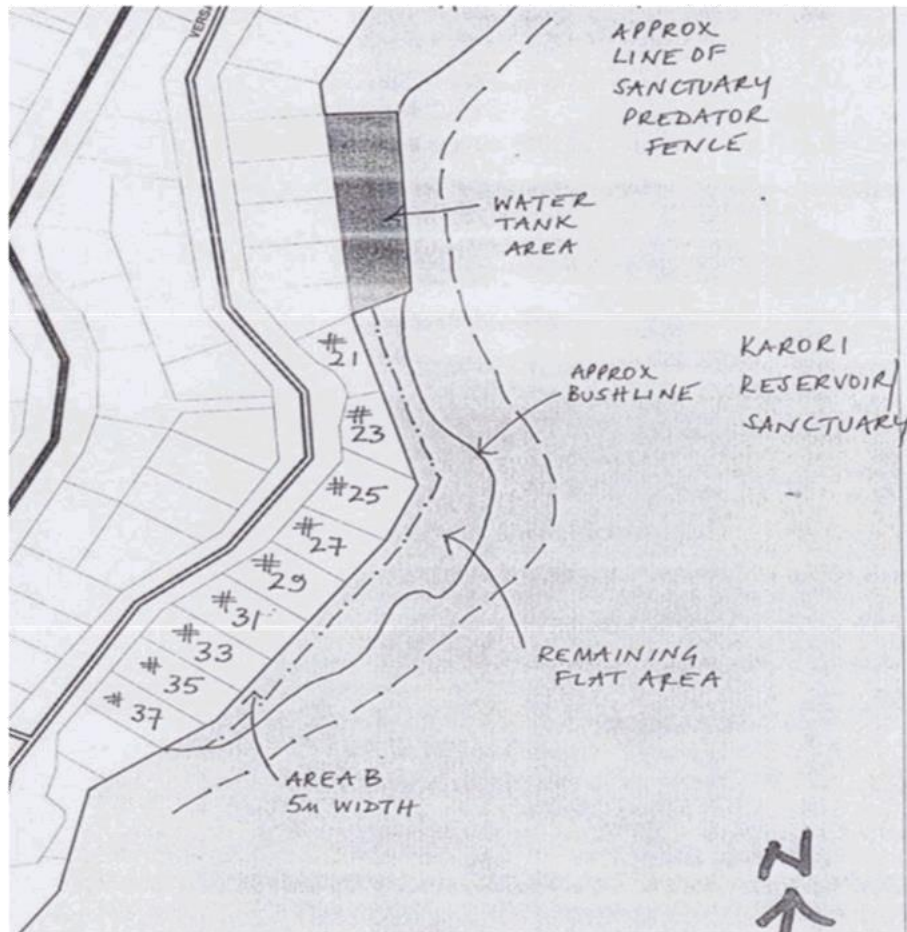 VERSA
APPROX
LINE OF
SANCTUARY
PREDATOR
FENCE
WATER
TANK
AREA
#21
KARORI
RESERVOIR/
SANCTUARY
APPROX
BUSHLINE
#23
#25
#27
#29
#31
#33
#35
#37
REMAINING
FLAT AREA
AREA B
5m WIDTH
N